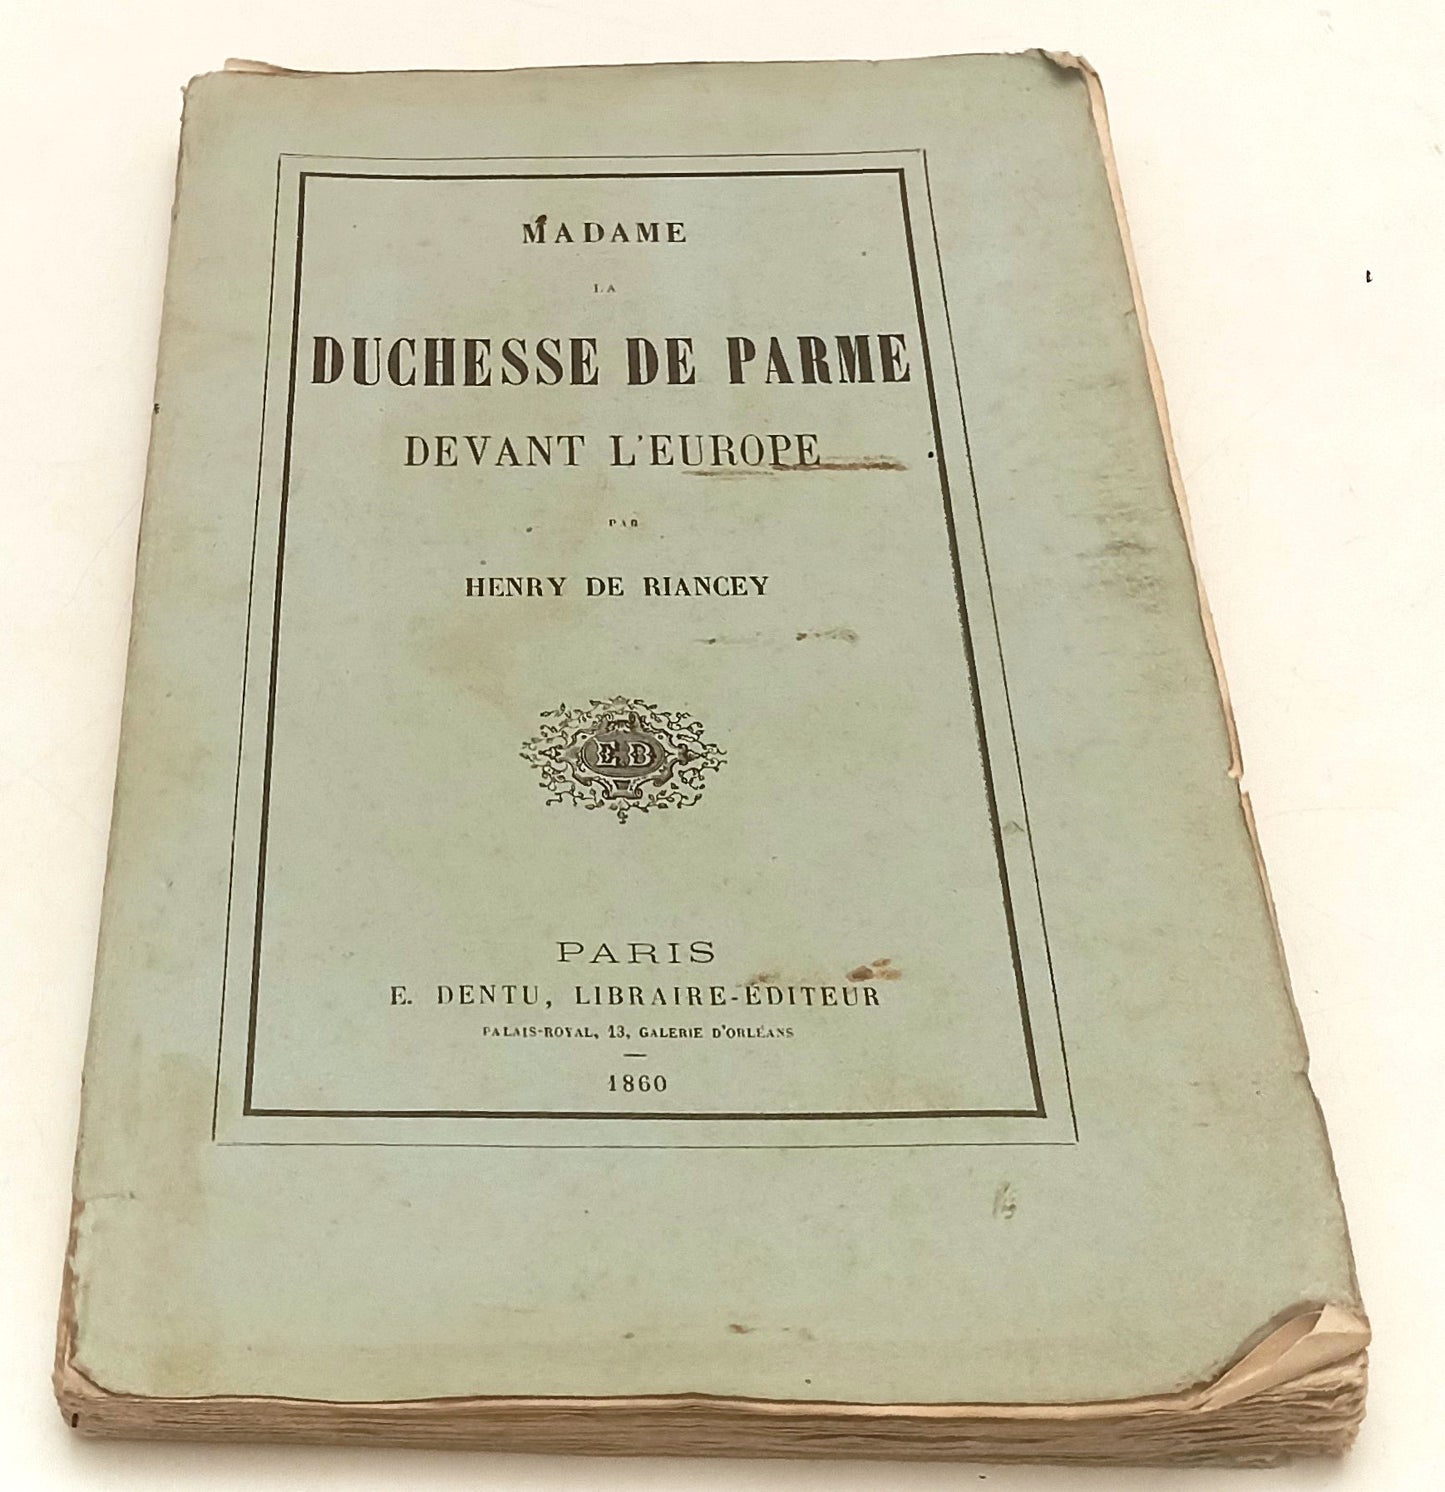 MADAME
LA
DUCHESSE DE PARME
DEVANT L'EUROPE
PAR
HENRY DE RIANCEY
E D
PARIS
E. DENTU, LIBRAIRE-ÉDITEUR
PALAIS-ROYAL, 13, GALERIE D'ORLÉANS
1860